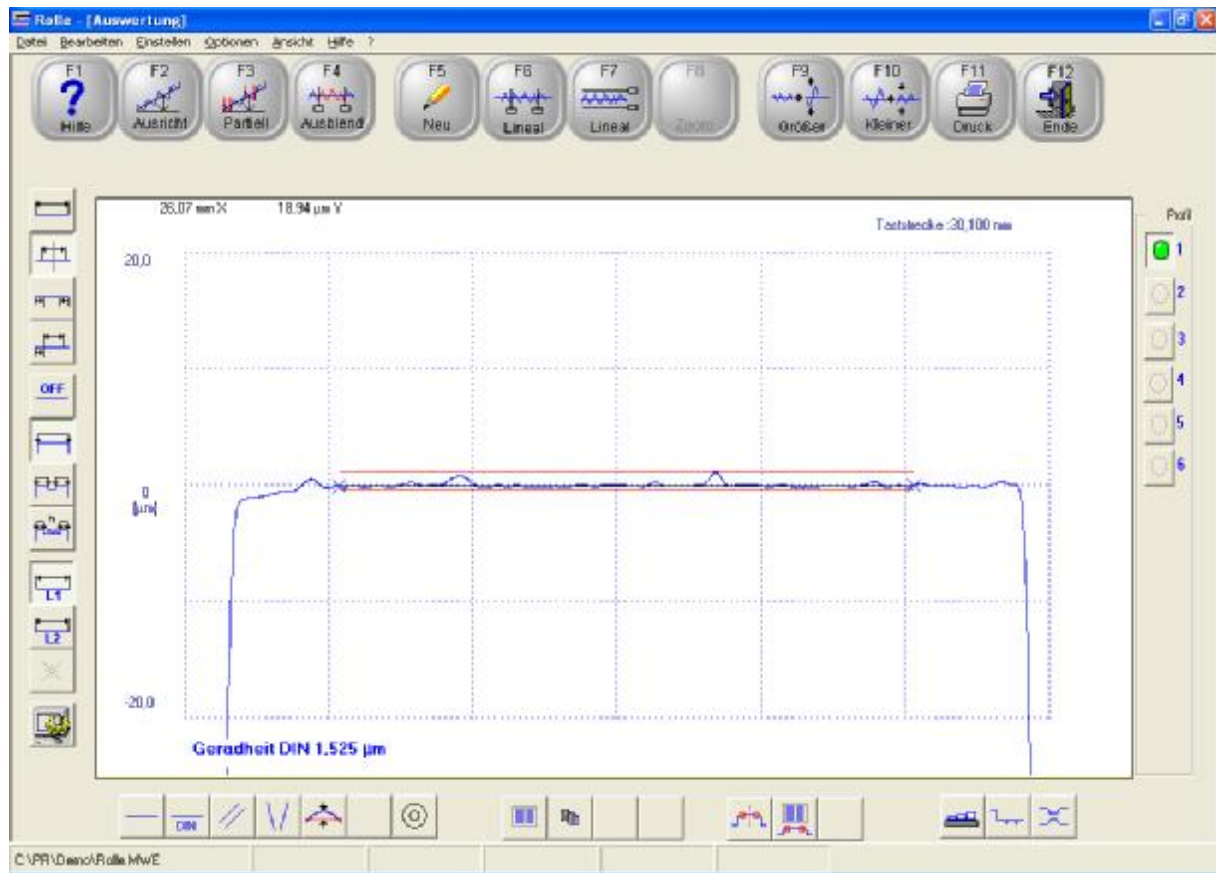 Rolle - [Auswertung]
Datei Bearbeiten Einstellen Optionen Ansicht Hilfe ?
F1 F2 F3 F4 F5 F6 F7 F8 F9 F10 F11 F12
Hilfe Ausricht Partiell Ausblend Neu Lineal Lineal Zoom Größer Kleiner Druck Ende
26.07 mm X 18.94 µm Y
Taststrecke :30,100 mm
Profil
20,0
1
2
3
OFF
4
5
6
0
[µm]
L1
L2
-20,0
Geradheit DIN 1.525 µm
DIN
C:\PR\Demo\Rolle.MwE